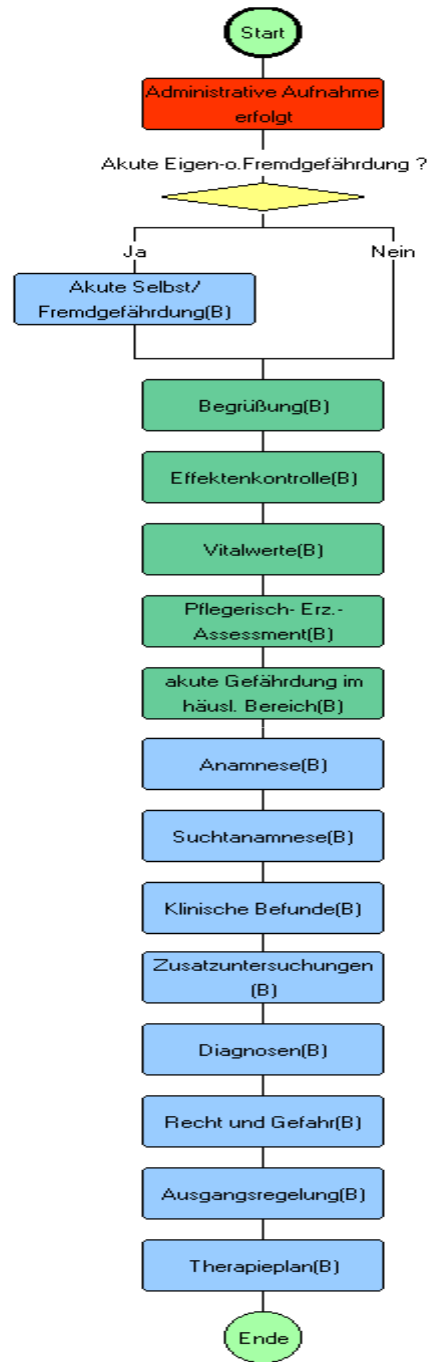 Start
Administrative Aufnahme
erfolgt
Akute Eigen-o.Fremdgefährdung ?
Ja
Nein
Akute Selbst/
Fremdgefährdung(B)
Begrüßung(B)
Effektenkontrolle(B)
Vitalwerte(B)
Pflegerisch- Erz.-
Assessment(B)
akute Gefährdung im
häusl. Bereich(B)
Anamnese(B)
Suchtanamnese(B)
Klinische Befunde(B)
Zusatzuntersuchungen
(B)
Diagnosen(B)
Recht und Gefahr(B)
Ausgangsregelung(B)
Therapieplan(B)
Ende